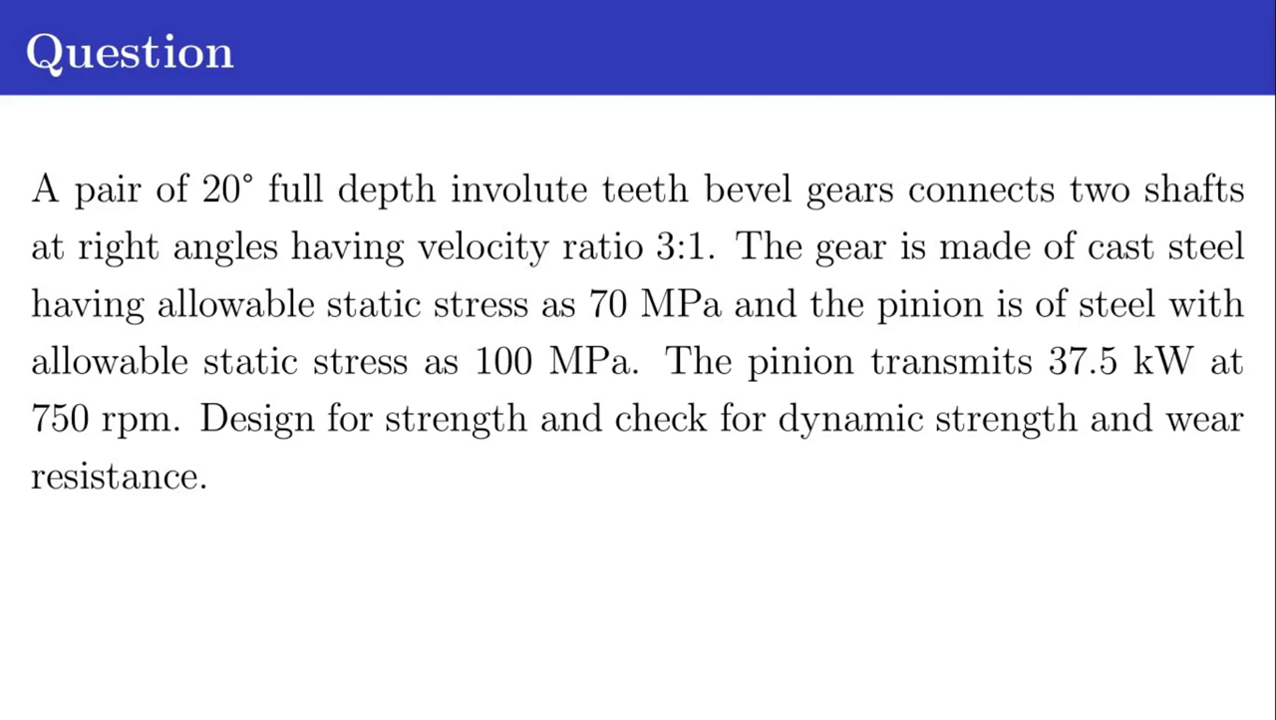 Question
A pair of 20° full depth involute teeth bevel gears connects two shafts
at right angles having velocity ratio 3:1. The gear is made of cast steel
having allowable static stress as 70 MPa and the pinion is of steel with
allowable static stress as 100 MPa. The pinion transmits 37.5 kW at
750 rpm. Design for strength and check for dynamic strength and wear
resistance.